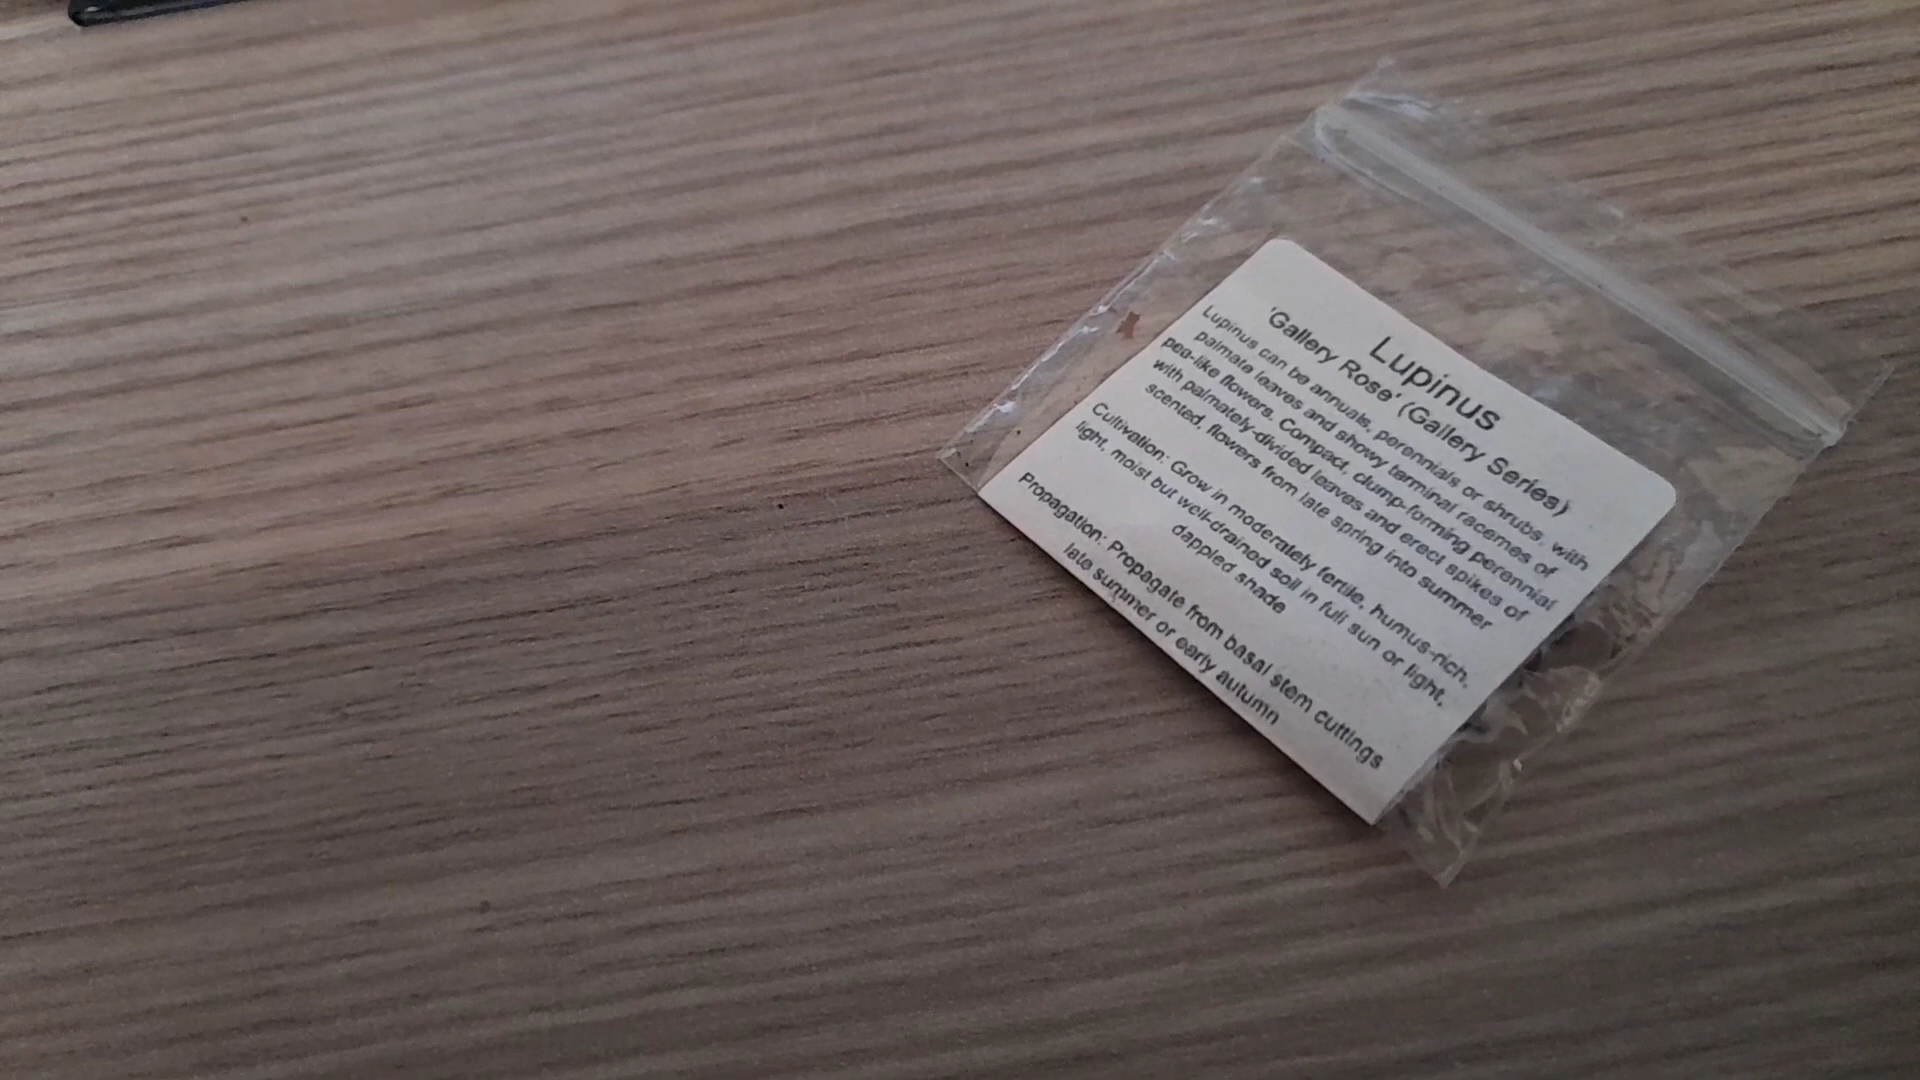 Lupinus
'Gallery Rose' (Gallery Series)
Lupinus can be annuals, perennials or shrubs, with
palmate leaves and showy terminal racemes of
pea-like flowers. Compact, clump-forming perennial
with palmately-divided leaves and erect spikes of
scented, flowers from late spring into summer
Cultivation: Grow in moderately fertile, humus-rich,
light, moist but well-drained soil in full sun or light,
dappled shade
Propagation: Propagate from basal stem cuttings
late summer or early autumn